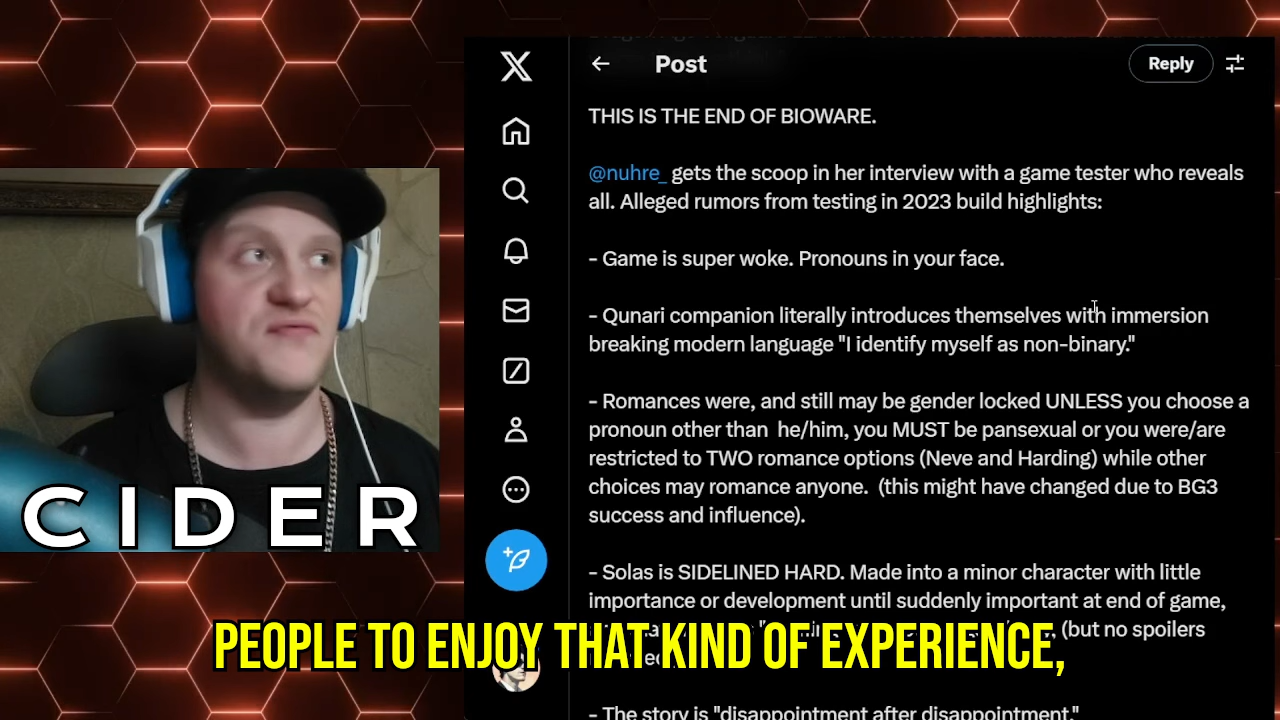 Post
Reply
THIS IS THE END OF BIOWARE.
@nuhre_ gets the scoop in her interview with a game tester who reveals
all. Alleged rumors from testing in 2023 build highlights:
- Game is super woke. Pronouns in your face.
- Qunari companion literally introduces themselves with immersion
breaking modern language "I identify myself as non-binary."
- Romances were, and still may be gender locked UNLESS you choose a
pronoun other than he/him, you MUST be pansexual or you were/are
restricted to TWO romance options (Neve and Harding) while other
choices may romance anyone. (this might have changed due to BG3
success and influence).
- Solas is SIDELINED HARD. Made into a minor character with little
importance or development until suddenly important at end of game,
(but no spoilers
- The story is "disappointment after disappointment."
CIDER
PEOPLE TO ENJOY THAT KIND OF EXPERIENCE,